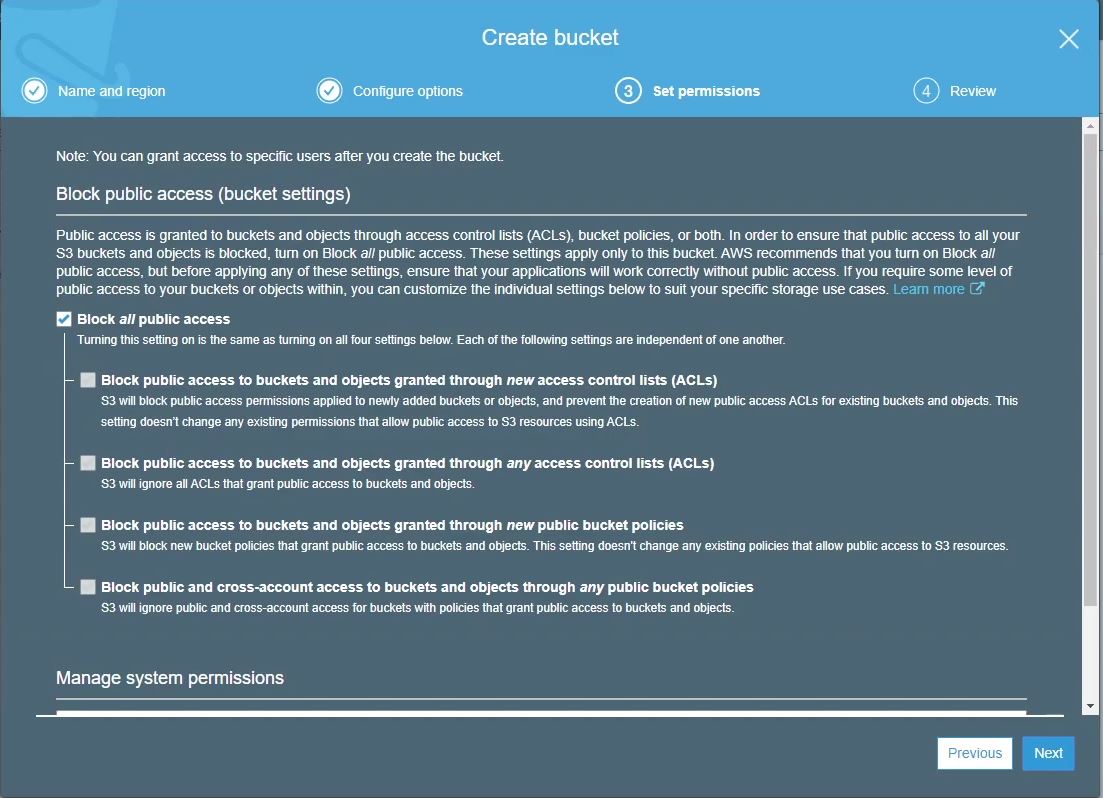 Create bucket
Name and region
Configure options
3 Set permissions
4 Review
Note: You can grant access to specific users after you create the bucket.
Block public access (bucket settings)
Public access is granted to buckets and objects through access control lists (ACLs), bucket policies, or both. In order to ensure that public access to all your
S3 buckets and objects is blocked, turn on Block all public access. These settings apply only to this bucket. AWS recommends that you turn on Block all
public access, but before applying any of these settings, ensure that your applications will work correctly without public access. If you require some level of
public access to your buckets or objects within, you can customize the individual settings below to suit your specific storage use cases. Learn more
Block all public access
Turning this setting on is the same as turning on all four settings below. Each of the following settings are independent of one another.
Block public access to buckets and objects granted through new access control lists (ACLs)
S3 will block public access permissions applied to newly added buckets or objects, and prevent the creation of new public access ACLs for existing buckets and objects. This
setting doesn't change any existing permissions that allow public access to S3 resources using ACLs.
Block public access to buckets and objects granted through any access control lists (ACLs)
S3 will ignore all ACLs that grant public access to buckets and objects.
Block public access to buckets and objects granted through new public bucket policies
S3 will block new bucket policies that grant public access to buckets and objects. This setting doesn't change any existing policies that allow public access to S3 resources.
Block public and cross-account access to buckets and objects through any public bucket policies
S3 will ignore public and cross-account access for buckets with policies that grant public access to buckets and objects.
Manage system permissions
Previous
Next